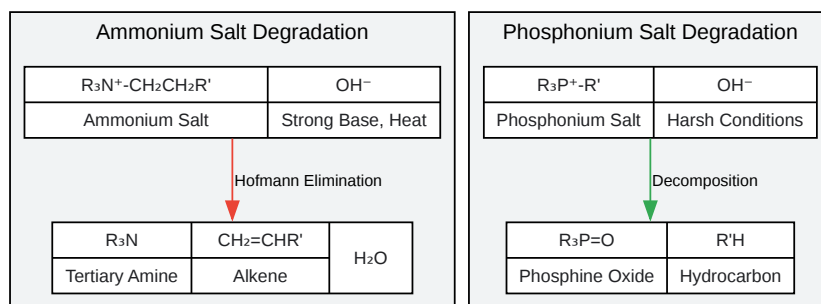 Ammonium Salt Degradation
R₃N⁺-CH₂CH₂R'
OH⁻
Ammonium Salt
Strong Base, Heat
Hofmann Elimination
R₃N
CH₂=CHR'
H₂O
Tertiary Amine
Alkene
Phosphonium Salt Degradation
R₃P⁺-R'
OH⁻
Phosphonium Salt
Harsh Conditions
Decomposition
R₃P=O
R'H
Phosphine Oxide
Hydrocarbon